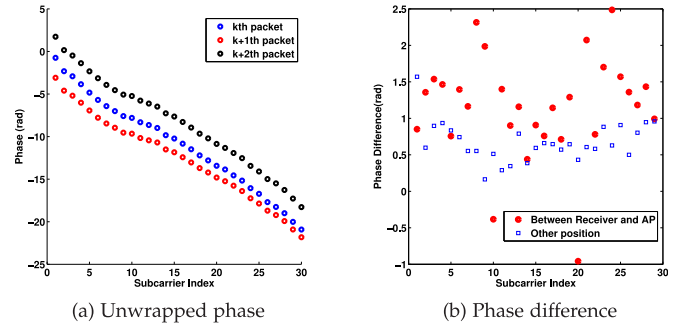 5
0
−5
−10
−15
−20
−25
Phase (rad)
kth packet
k+1th packet
k+2th packet
0 5 10 15 20 25 30
Subcarrier Index
(a) Unwrapped phase
2.5
2
1.5
1
0.5
0
−0.5
−1
Phase Difference(rad)
Between Receiver and AP
Other position
0 5 10 15 20 25 30
Subcarrier Index
(b) Phase difference